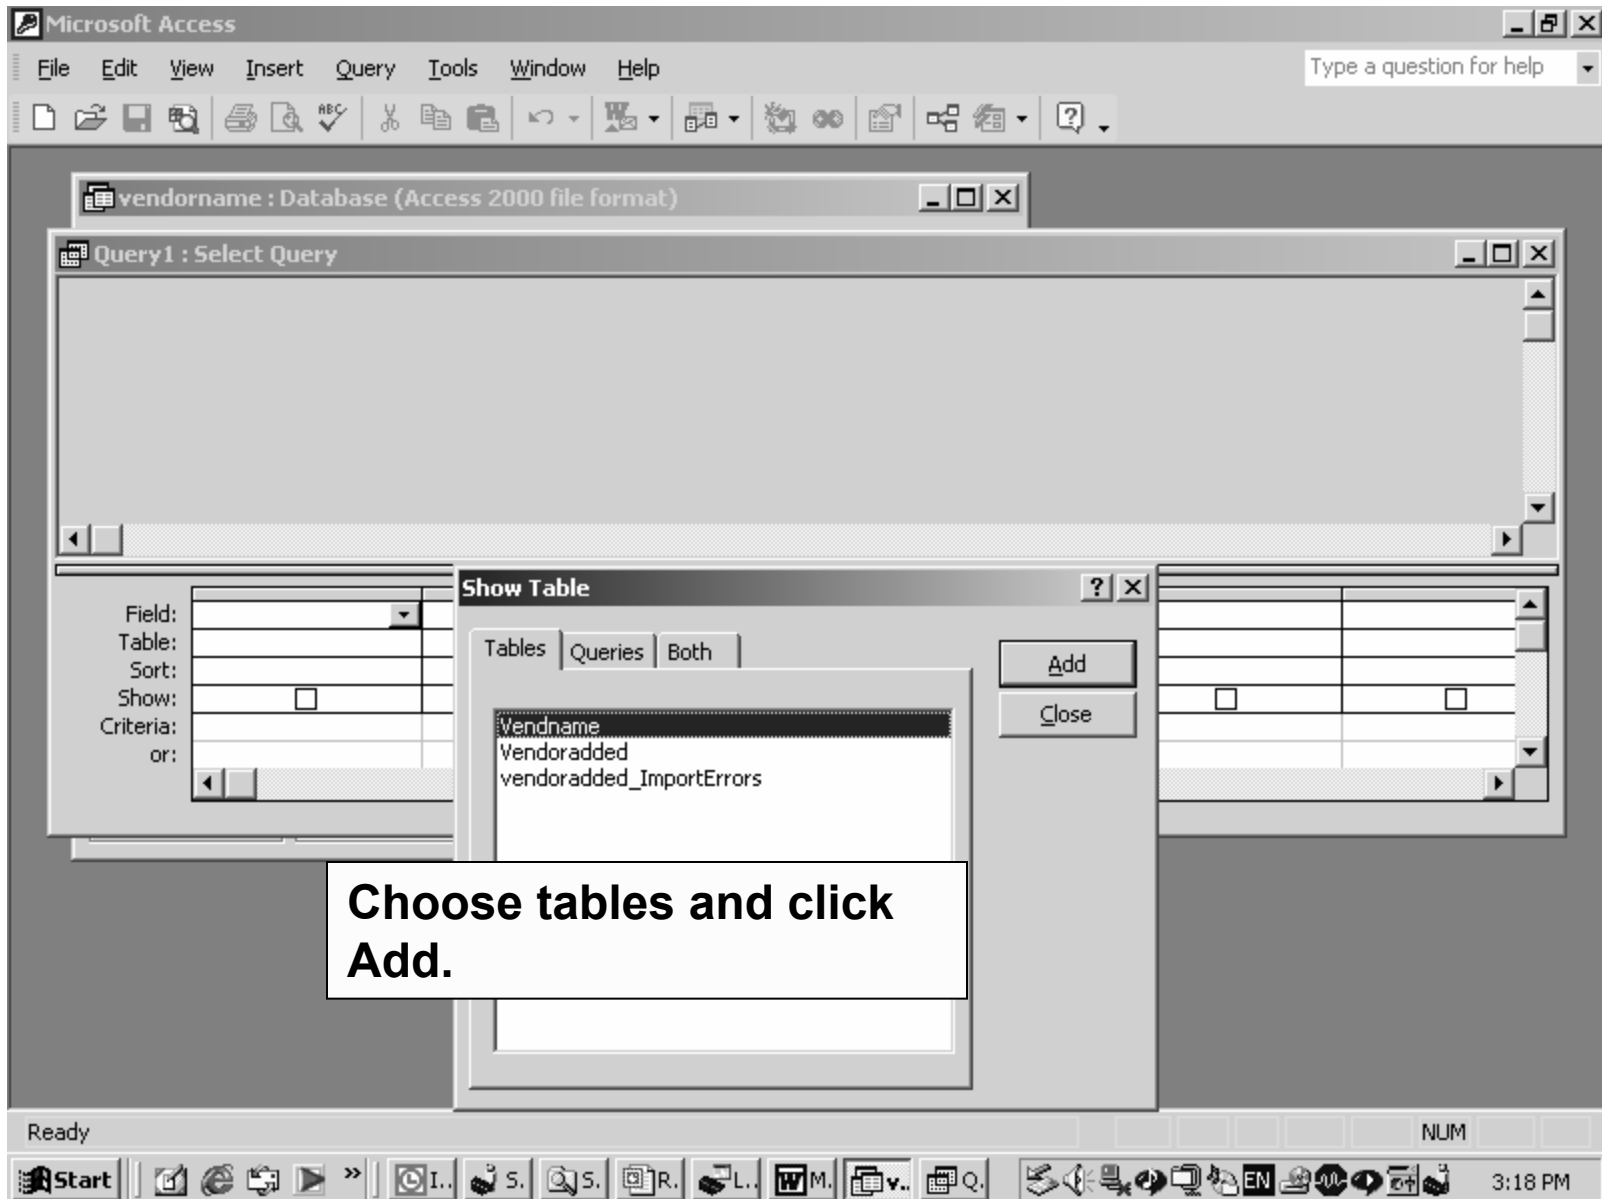 Microsoft Access
File Edit View Insert Query Tools Window Help
Type a question for help
vendorname : Database (Access 2000 file format)
Query1 : Select Query
Show Table
Tables Queries Both
Vendname
Vendoradded
vendoradded_ImportErrors
Add
Close
Field:
Table:
Sort:
Show:
Criteria:
or:
Choose tables and click
Add.
Ready
NUM
Start
I..
S.
S.
R.
L..
M.
v..
Q.
EN
3:18 PM